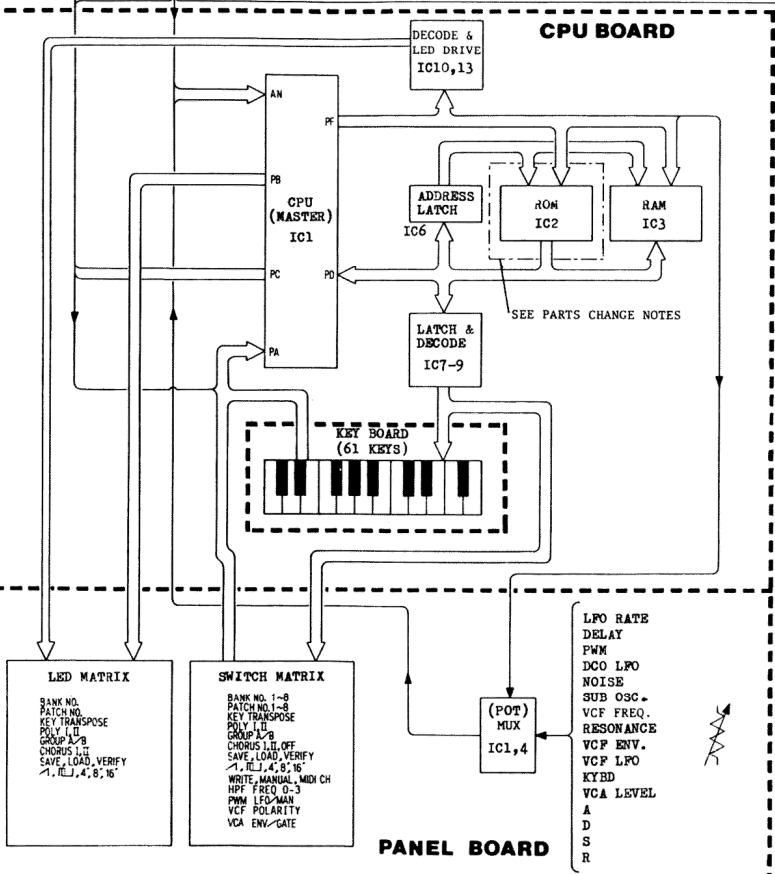 CPU BOARD
DECODE &
LED DRIVE
IC10,13
AN
PF
PB
CPU
(MASTER)
IC1
PC
PD
PA
ADDRESS
LATCH
IC6
ROM
IC2
RAM
IC3
SEE PARTS CHANGE NOTES
LATCH &
DECODE
IC7-9
KEY BOARD
(61 KEYS)
LED MATRIX
BANK NO.
PATCH NO.
KEY TRANSPOSE
POLY I,II
GROUP A/B
CHORUS I,II
SAVE, LOAD, VERIFY
4', 8', 16'
SWITCH MATRIX
BANK NO. 1~8
PATCH NO.1~8
KEY TRANSPOSE
POLY I,II
GROUP A/B
CHORUS I,II,OFF
SAVE, LOAD, VERIFY
4', 8', 16'
WRITE, MANUAL, MIDI CH
HPF FREQ 0-3
PWM LFO/MAN
VCF POLARITY
VCA ENV/GATE
(POT)
MUX
IC1,4
LFO RATE
DELAY
PWM
DCO LFO
NOISE
SUB OSC.
VCF FREQ.
RESONANCE
VCF ENV.
VCF LFO
KYBD
VCA LEVEL
A
D
S
R
PANEL BOARD